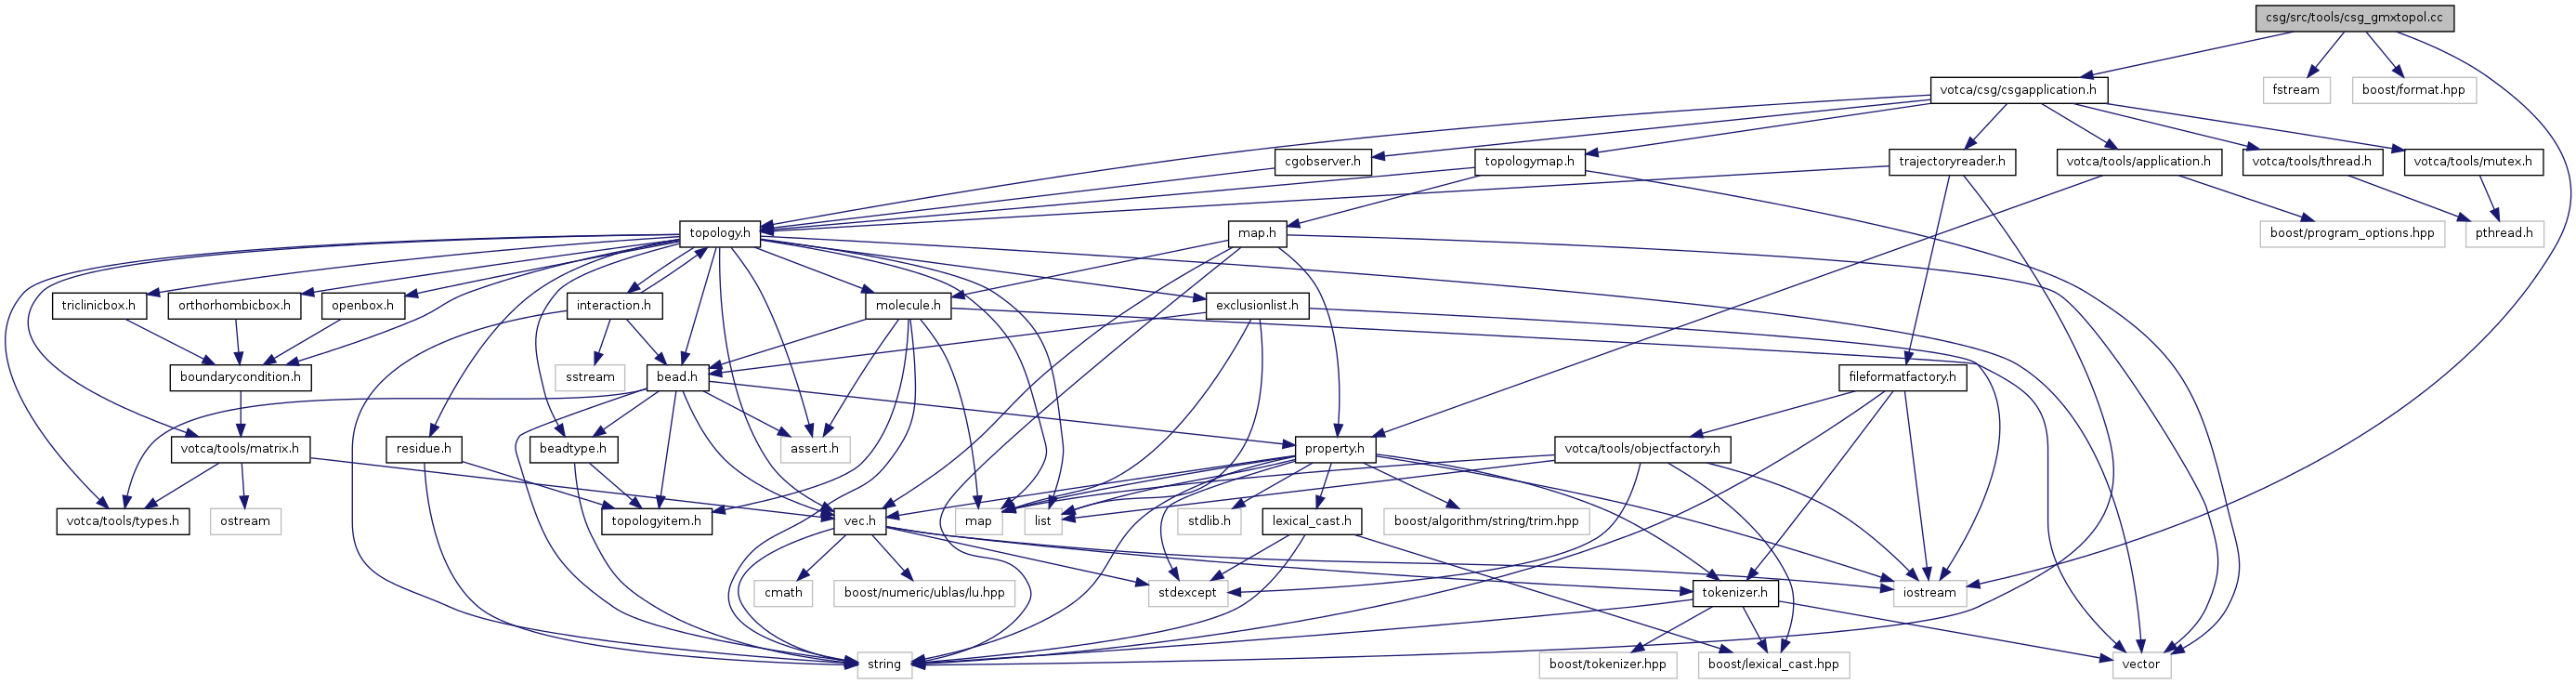 csg/src/tools/csg_gmxtopol.cc
votca/csg/csgapplication.h
fstream
boost/format.hpp
cgobserver.h
topologymap.h
trajectoryreader.h
votca/tools/application.h
votca/tools/thread.h
votca/tools/mutex.h
topology.h
map.h
boost/program_options.hpp
pthread.h
triclinicbox.h
orthorhombicbox.h
openbox.h
interaction.h
molecule.h
exclusionlist.h
boundarycondition.h
sstream
bead.h
fileformatfactory.h
votca/tools/matrix.h
residue.h
beadtype.h
assert.h
property.h
votca/tools/objectfactory.h
votca/tools/types.h
ostream
topologyitem.h
vec.h
map
list
stdlib.h
lexical_cast.h
boost/algorithm/string/trim.hpp
cmath
boost/numeric/ublas/lu.hpp
stdexcept
tokenizer.h
iostream
string
boost/tokenizer.hpp
boost/lexical_cast.hpp
vector